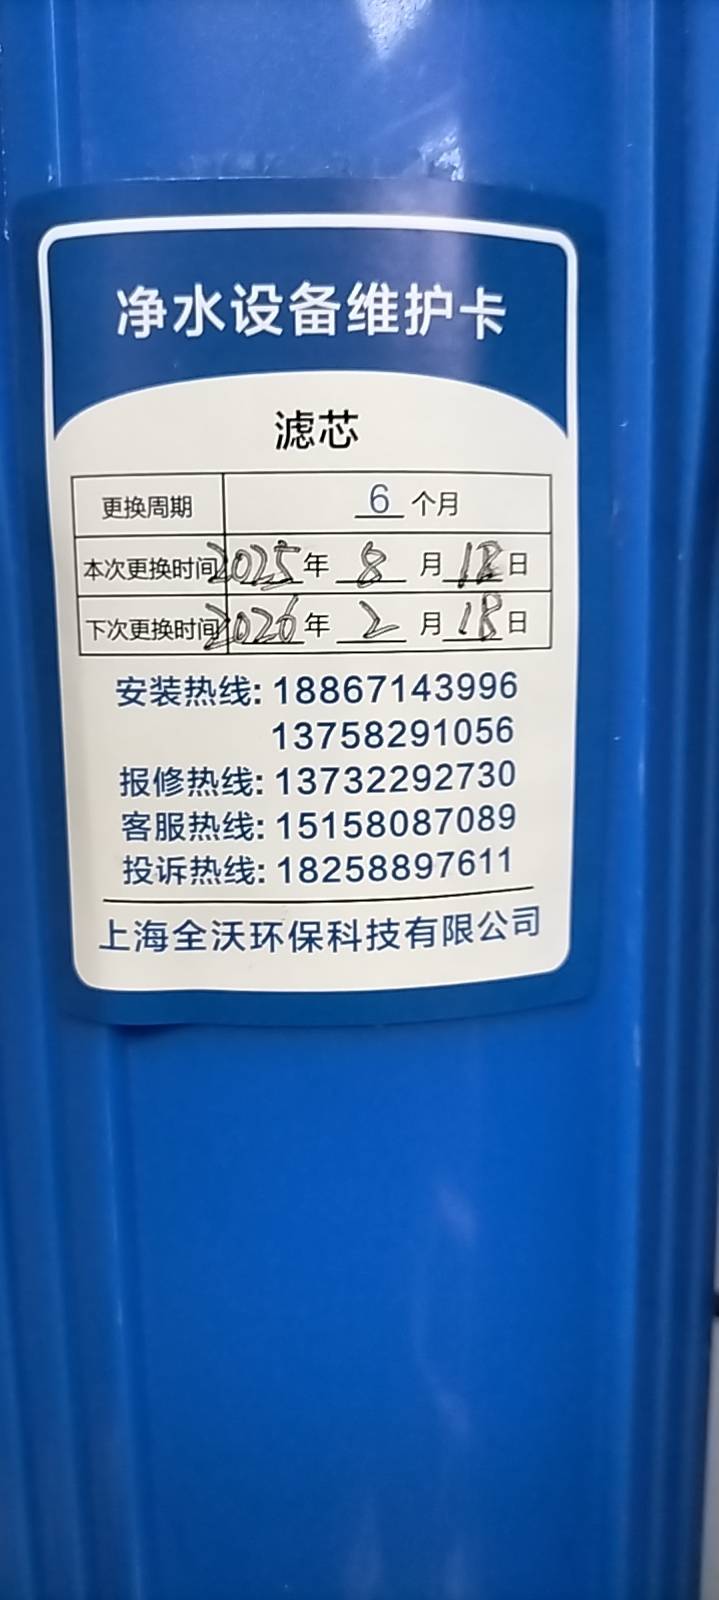 净水设备维护卡
滤芯
更换周期 6 个月
本次更换时间 2025 年 8 月 18 日
下次更换时间 2026 年 2 月 18 日
安装热线: 18867143996
13758291056
报修热线: 13732292730
客服热线: 15158087089
投诉热线: 18258897611
上海全沃环保科技有限公司